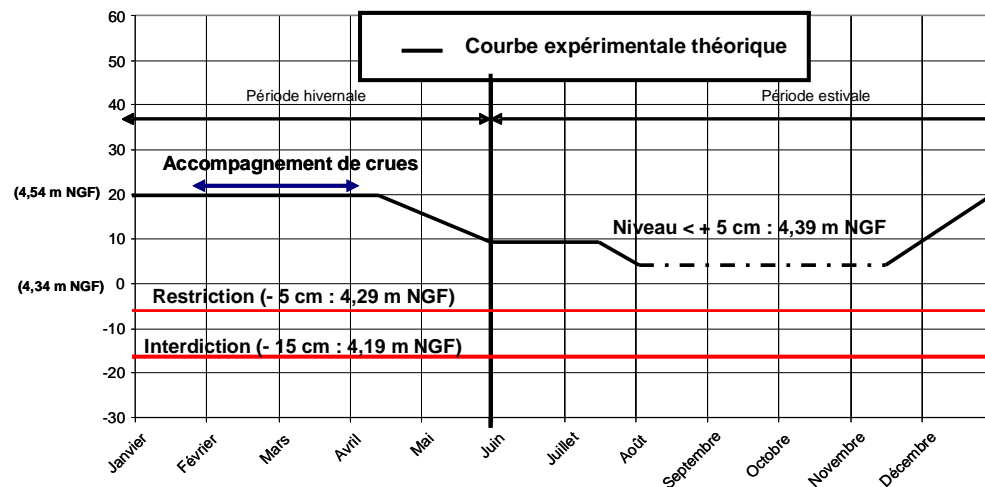 60
Courbe expérimentale théorique
50
40
Période hivernale
Période estivale
30
Accompagnement de crues
(4,54 m NGF)
20
Niveau < + 5 cm : 4,39 m NGF
10
(4,34 m NGF)
0
Restriction (- 5 cm : 4,29 m NGF)
-10
Interdiction (- 15 cm : 4,19 m NGF)
-20
-30
Janvier
Février
Mars
Avril
Mai
Juin
Juillet
Août
Septembre
Octobre
Novembre
Décembre